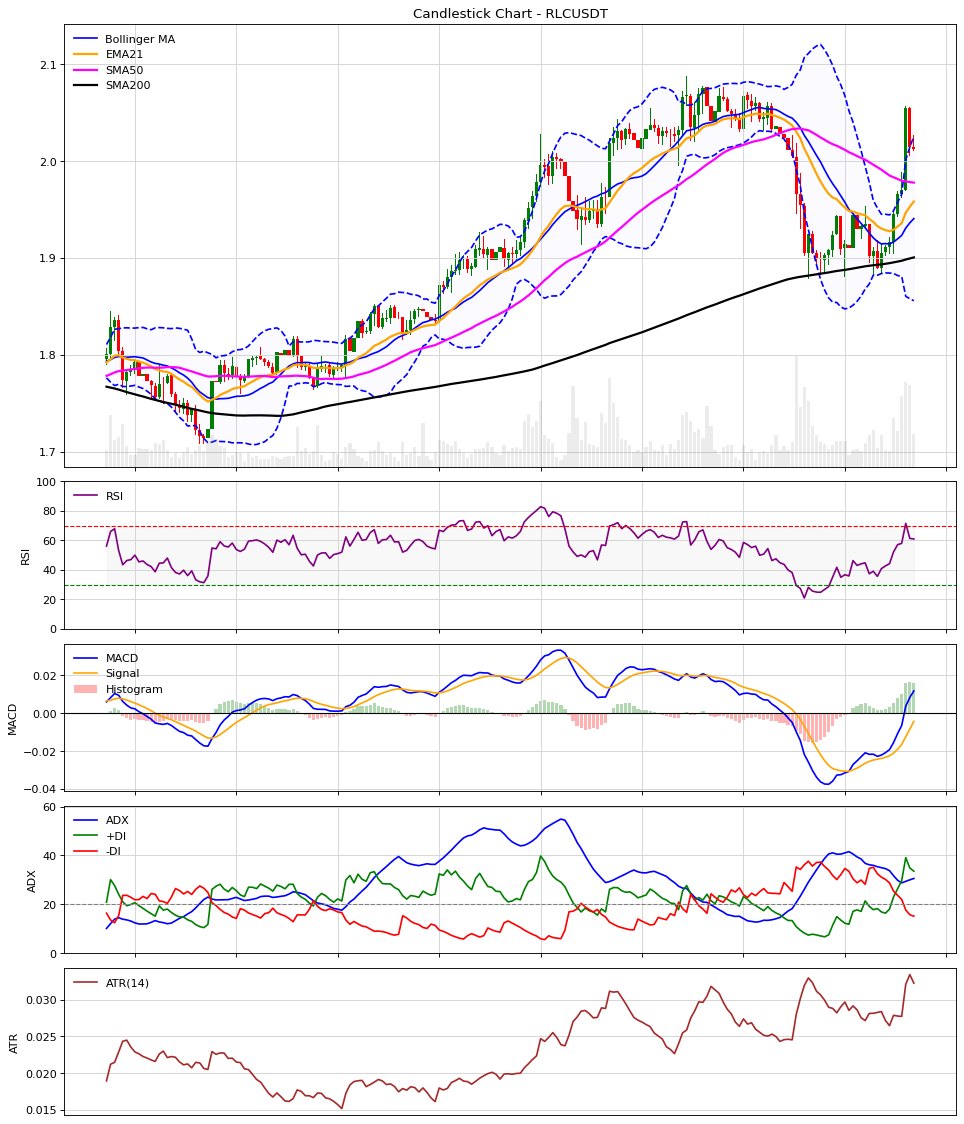 Candlestick Chart - RLCUSDT
Bollinger MA
EMA21
SMA50
SMA200
2.1
2.0
1.9
1.8
1.7
RSI
100
80
60
40
20
0
RSI
MACD
Signal
Histogram
0.02
0.00
−0.02
−0.04
MACD
ADX
+DI
-DI
60
40
20
0
ADX
ATR(14)
0.030
0.025
0.020
0.015
ATR